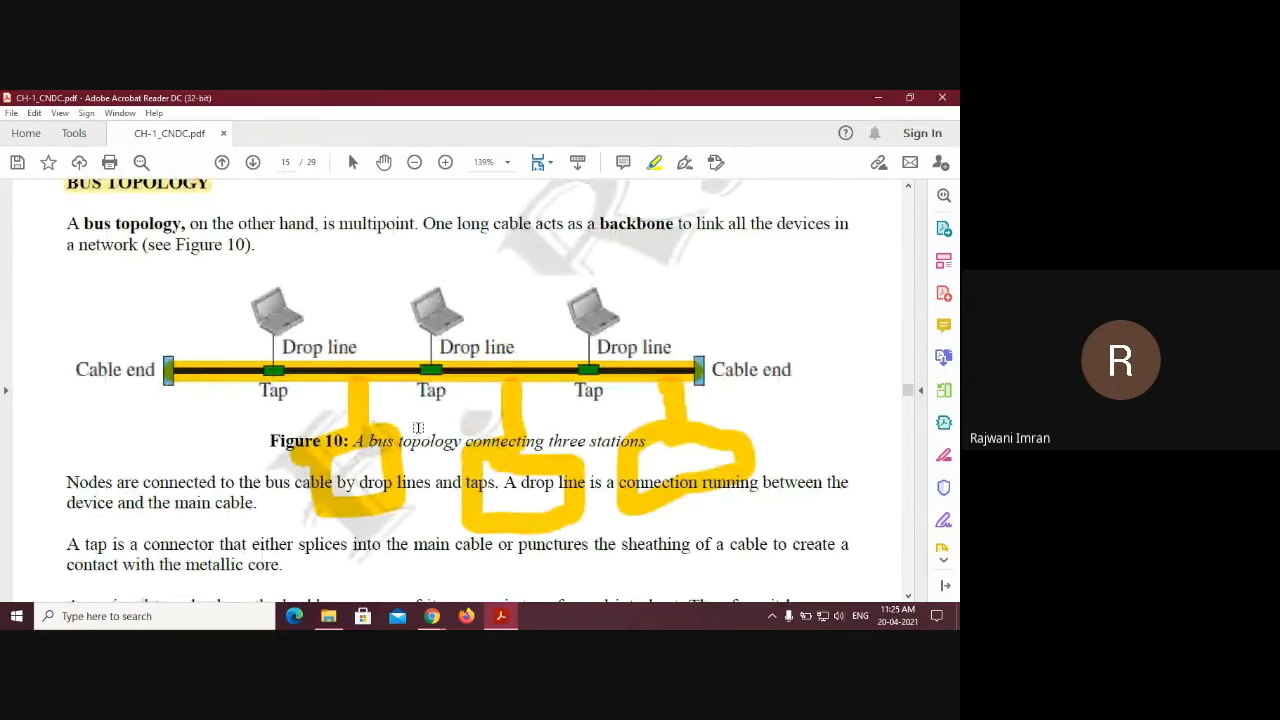 CH-1_CNDC.pdf - Adobe Acrobat Reader DC (32-bit)
File Edit View Sign Window Help
Home Tools CH-1_CNDC.pdf × Sign In
15 / 29 139%
BUS TOPOLOGY
A bus topology, on the other hand, is multipoint. One long cable acts as a backbone to link all the devices in
a network (see Figure 10).
Drop line Drop line Drop line
Cable end Cable end
Tap Tap Tap
Figure 10: A bus topology connecting three stations
Nodes are connected to the bus cable by drop lines and taps. A drop line is a connection running between the
device and the main cable.
A tap is a connector that either splices into the main cable or punctures the sheathing of a cable to create a
contact with the metallic core.
Type here to search
ENG
11:25 AM
20-04-2021
R
Rajwani Imran